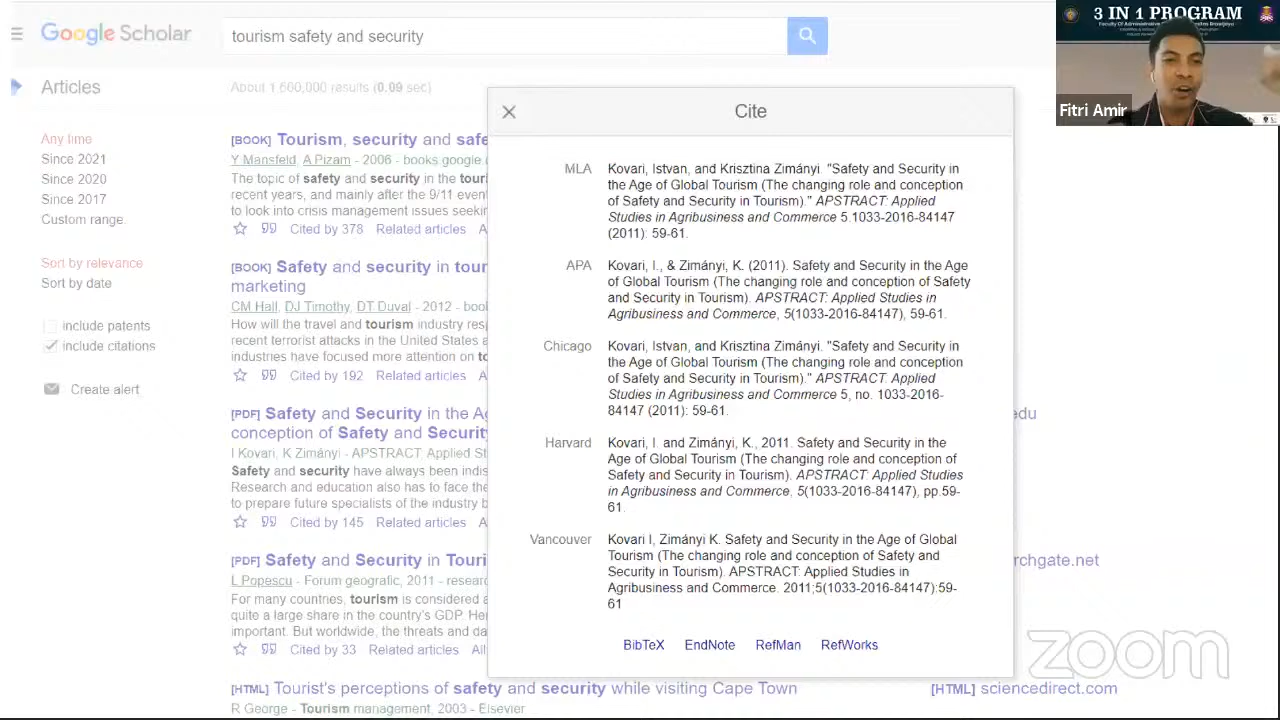 Google Scholar
tourism safety and security
3 IN 1 PROGRAM
Fitri Amir
Articles
About 1,660,000 results (0.09 sec)
Any time
Since 2021
Since 2020
Since 2017
Custom range
Sort by relevance
Sort by date
include patents
include citations
Create alert
[BOOK] Tourism, security and safe
Y Mansfeld, A Pizam - 2006 - books google
The topic of safety and security in the touri
recent years, and mainly after the 9/11 even
to look into crisis management issues seekin
Cited by 378 Related articles A
[BOOK] Safety and security in tour
marketing
CM Hall, DJ Timothy, DT Duval - 2012 - boo
How will the travel and tourism industry resp
recent terrorist attacks in the United States a
industries have focused more attention on to
Cited by 192 Related articles A
[PDF] Safety and Security in the Ag
conception of Safety and Security
I Kovari, K Zimányi - APSTRACT: Applied St
Safety and security have always been indis
Research and education also has to face the
to prepare future specialists of the industry b
Cited by 145 Related articles A
edu
[PDF] Safety and Security in Touri
L Popescu - Forum geografic, 2011 - researc
For many countries, tourism is considered a
quite a large share in the country's GDP. He
important. But worldwide, the threats and da
Cited by 33 Related articles All
rchgate.net
[HTML] Tourist's perceptions of safety and security while visiting Cape Town
R George - Tourism management, 2003 - Elsevier
[HTML] sciencedirect.com
Cite
MLA
Kovari, Istvan, and Krisztina Zimányi. "Safety and Security in
the Age of Global Tourism (The changing role and conception
of Safety and Security in Tourism)." APSTRACT: Applied
Studies in Agribusiness and Commerce 5.1033-2016-84147
(2011): 59-61.
APA
Kovari, I., & Zimányi, K. (2011). Safety and Security in the Age
of Global Tourism (The changing role and conception of Safety
and Security in Tourism). APSTRACT: Applied Studies in
Agribusiness and Commerce, 5(1033-2016-84147), 59-61.
Chicago
Kovari, Istvan, and Krisztina Zimányi. "Safety and Security in
the Age of Global Tourism (The changing role and conception
of Safety and Security in Tourism)." APSTRACT: Applied
Studies in Agribusiness and Commerce 5, no. 1033-2016-
84147 (2011): 59-61.
Harvard
Kovari, I. and Zimányi, K., 2011. Safety and Security in the
Age of Global Tourism (The changing role and conception of
Safety and Security in Tourism). APSTRACT: Applied Studies
in Agribusiness and Commerce, 5(1033-2016-84147), pp.59-
61.
Vancouver
Kovari I, Zimányi K. Safety and Security in the Age of Global
Tourism (The changing role and conception of Safety and
Security in Tourism). APSTRACT: Applied Studies in
Agribusiness and Commerce. 2011;5(1033-2016-84147):59-
61
BibTeX EndNote RefMan RefWorks
zoom